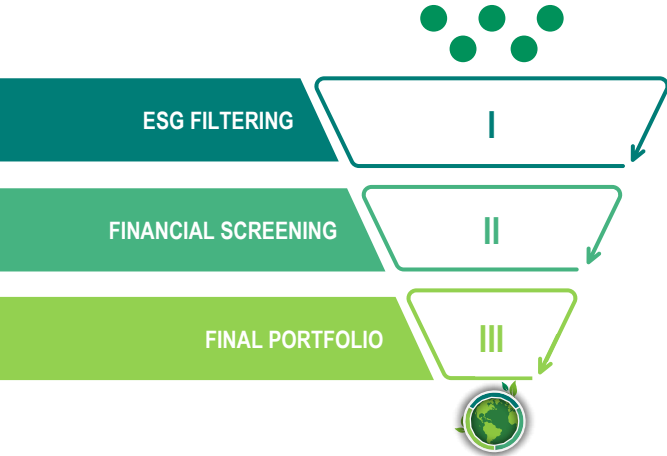 ESG FILTERING
I
FINANCIAL SCREENING
II
FINAL PORTFOLIO
III